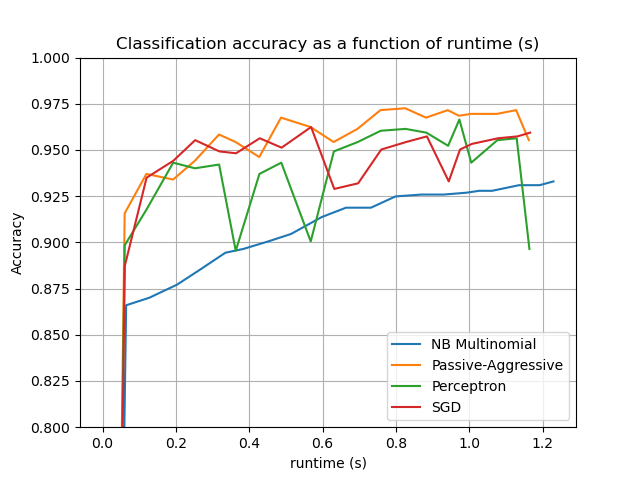 Classification accuracy as a function of runtime (s)
1.000
0.975
0.950
0.925
0.900
0.875
0.850
0.825
0.800
Accuracy
NB Multinomial
Passive-Aggressive
Perceptron
SGD
0.0 0.2 0.4 0.6 0.8 1.0 1.2
runtime (s)